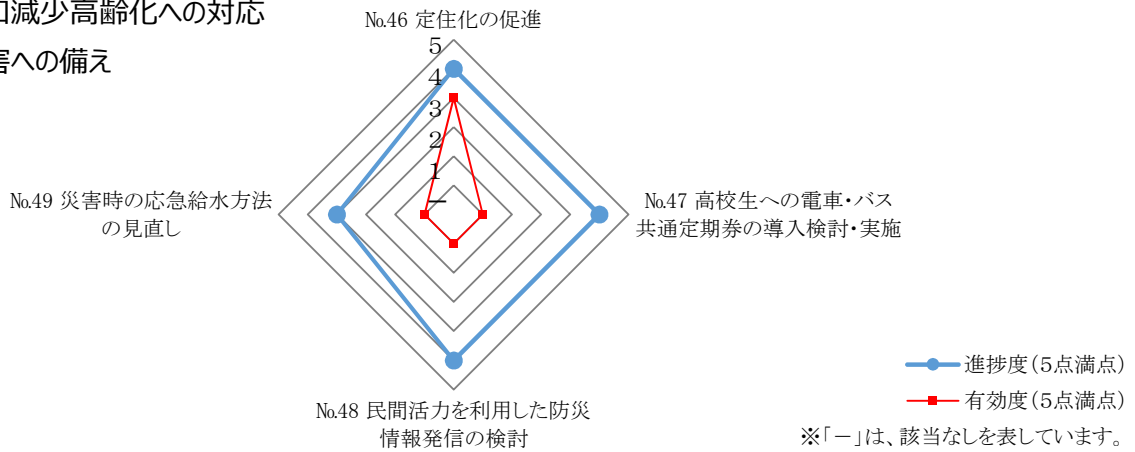 口減少高齢化への対応
害への備え
№46 定住化の促進
5
4
3
2
1
－
№49 災害時の応急給水方法
の見直し
№47 高校生への電車・バス
共通定期券の導入検討・実施
№48 民間活力を利用した防災
情報発信の検討
進捗度（5点満点）
有効度（5点満点）
※「－」は、該当なしを表しています。